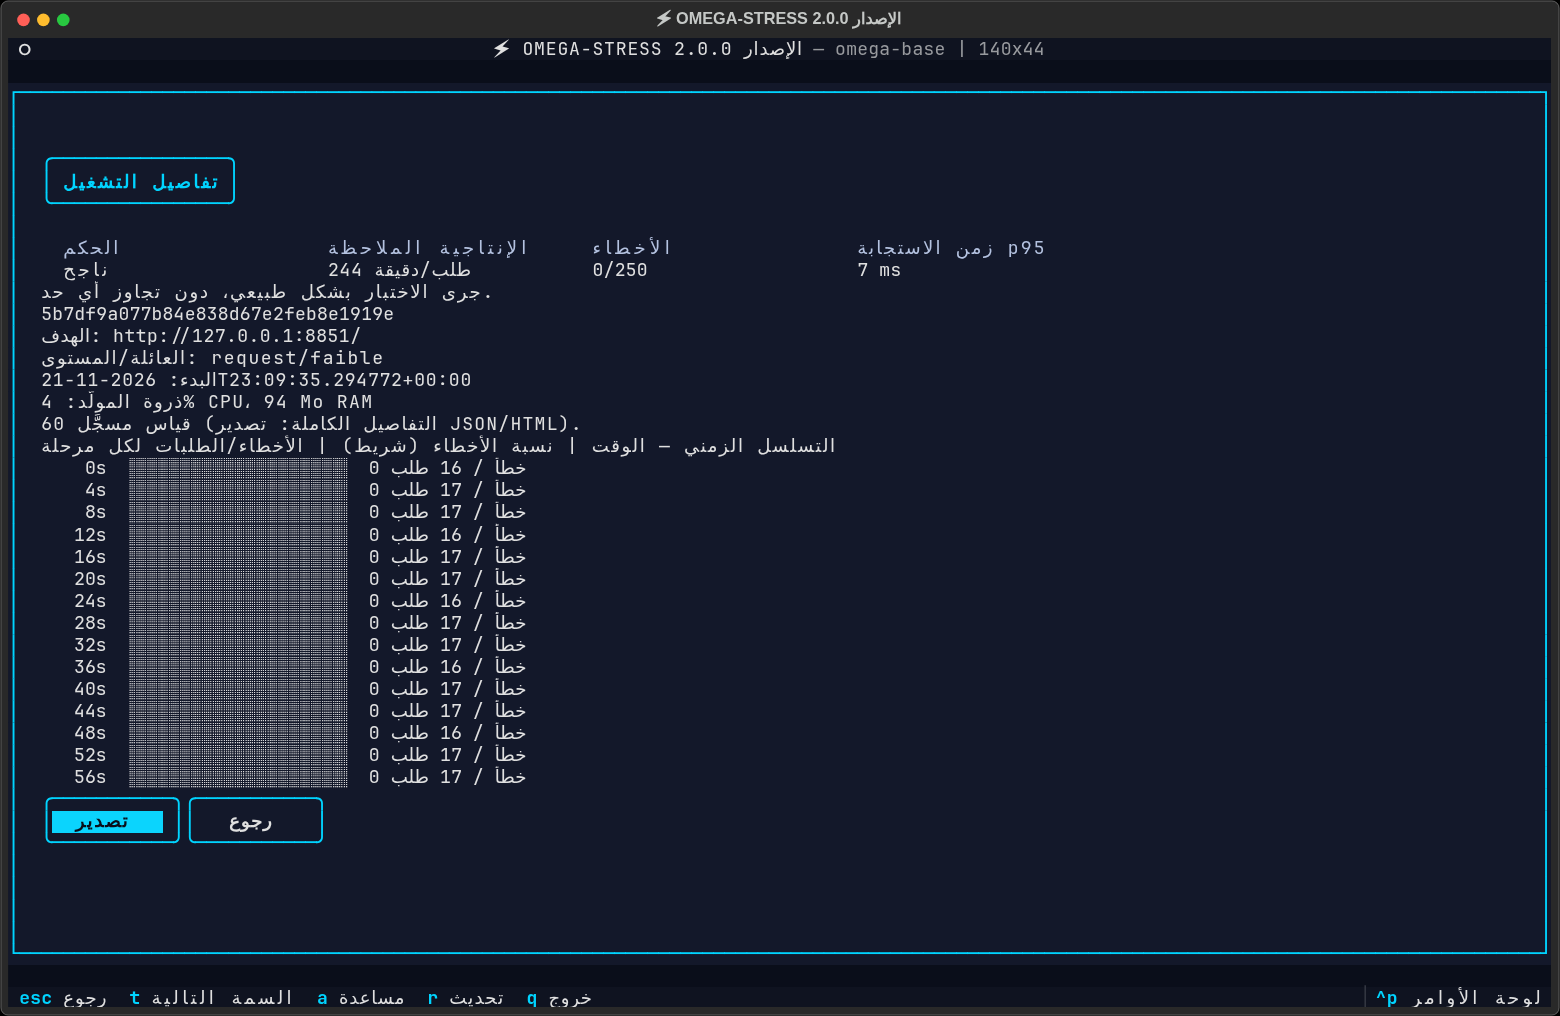 ⚡ OMEGA-STRESS 2.0.0 الإصدار
⚡ OMEGA-STRESS 2.0.0 الإصدار — omega-base | 140x44
تفاصيل التشغيل
الحكم الإنتاجية الملاحظة الأخطاء زمن الاستجابة p95
ناجح 244 طلب/دقيقة 0/250 7 ms
جرى الاختبار بشكل طبيعي، دون تجاوز أي حد.
5b7df9a077b84e838d67e2feb8e1919e
الهدف: http://127.0.0.1:8851/
العائلة/المستوى: request/faible
البدء: 2026-11-21T23:09:35.294772+00:00
ذروة المولّد: 4% CPU، 94 Mo RAM
60 قياس مسجَّل (التفاصيل الكاملة: تصدير JSON/HTML).
التسلسل الزمني — الوقت | نسبة الأخطاء (شريط) | الأخطاء/الطلبات لكل مرحلة
0s 0 خطأ / 16 طلب
4s 0 خطأ / 17 طلب
8s 0 خطأ / 17 طلب
12s 0 خطأ / 16 طلب
16s 0 خطأ / 17 طلب
20s 0 خطأ / 17 طلب
24s 0 خطأ / 16 طلب
28s 0 خطأ / 17 طلب
32s 0 خطأ / 17 طلب
36s 0 خطأ / 16 طلب
40s 0 خطأ / 17 طلب
44s 0 خطأ / 17 طلب
48s 0 خطأ / 16 طلب
52s 0 خطأ / 17 طلب
56s 0 خطأ / 17 طلب
تصدير رجوع
esc رجوع t السمة التالية a مساعدة r تحديث q خروج ^p لوحة الأوامر